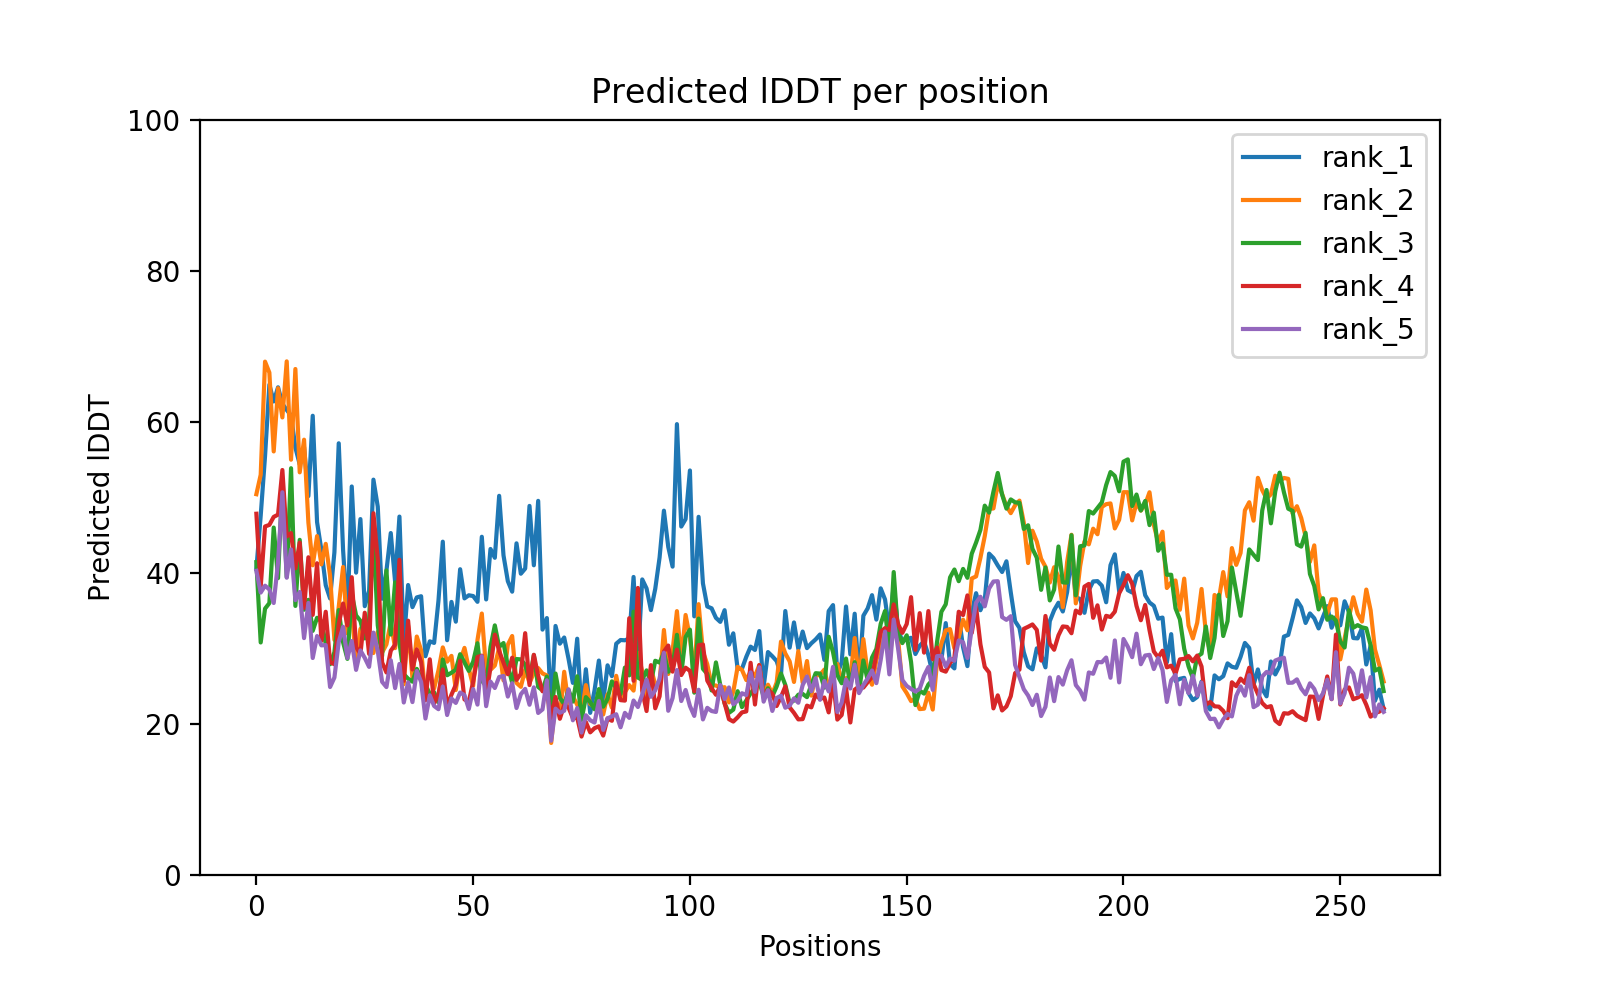 Predicted lDDT per position
100
80
60
40
20
0
Predicted lDDT
rank_1
rank_2
rank_3
rank_4
rank_5
0 50 100 150 200 250
Positions